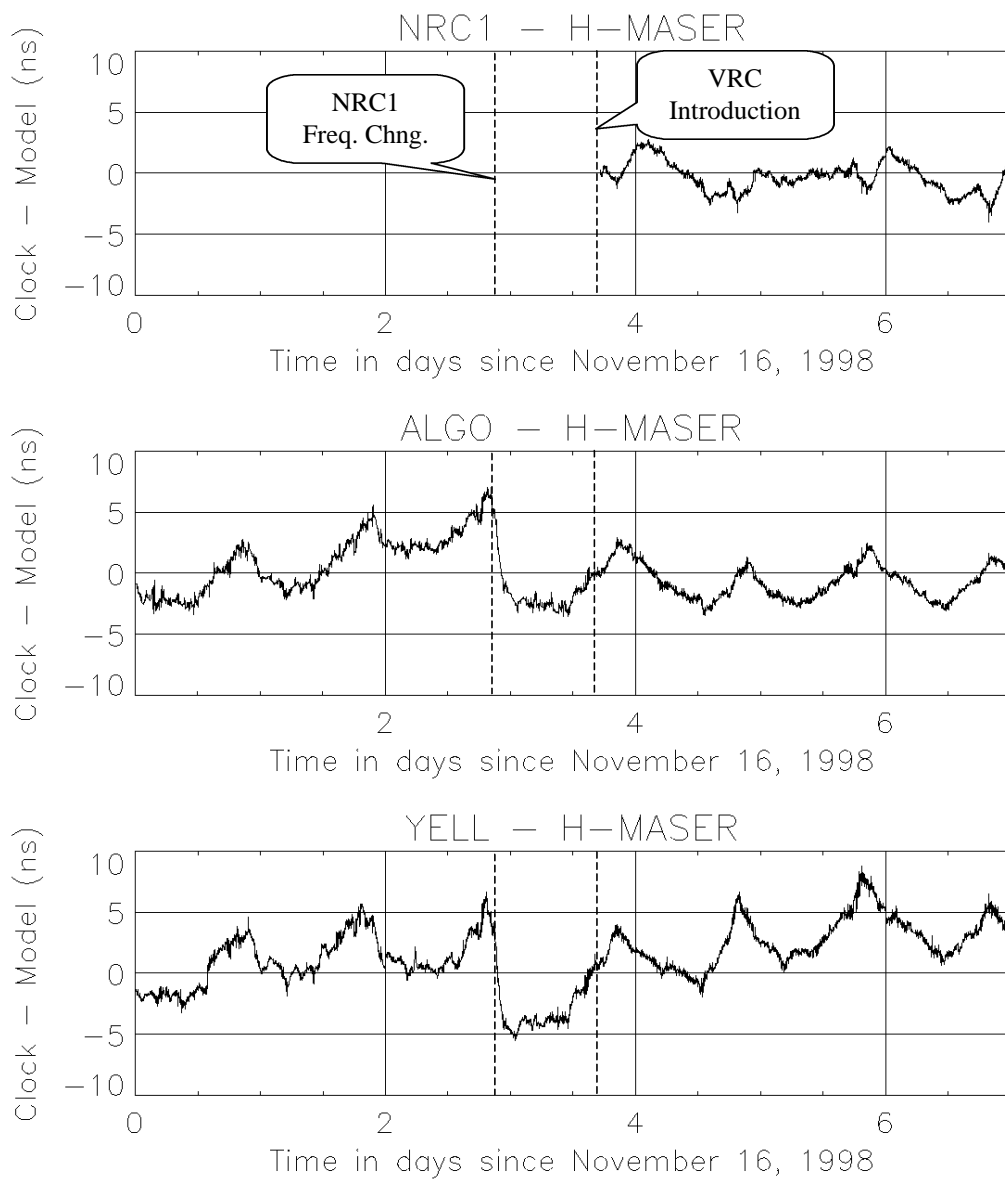 NRC1 – H–MASER
Clock – Model (ns)
10
5
0
–5
–10
NRC1
Freq. Chng.
VRC
Introduction
0 2 4 6
Time in days since November 16, 1998
ALGO – H–MASER
Clock – Model (ns)
10
5
0
–5
–10
2 4 6
Time in days since November 16, 1998
YELL – H–MASER
Clock – Model (ns)
10
5
0
–5
–10
0 2 4 6
Time in days since November 16, 1998